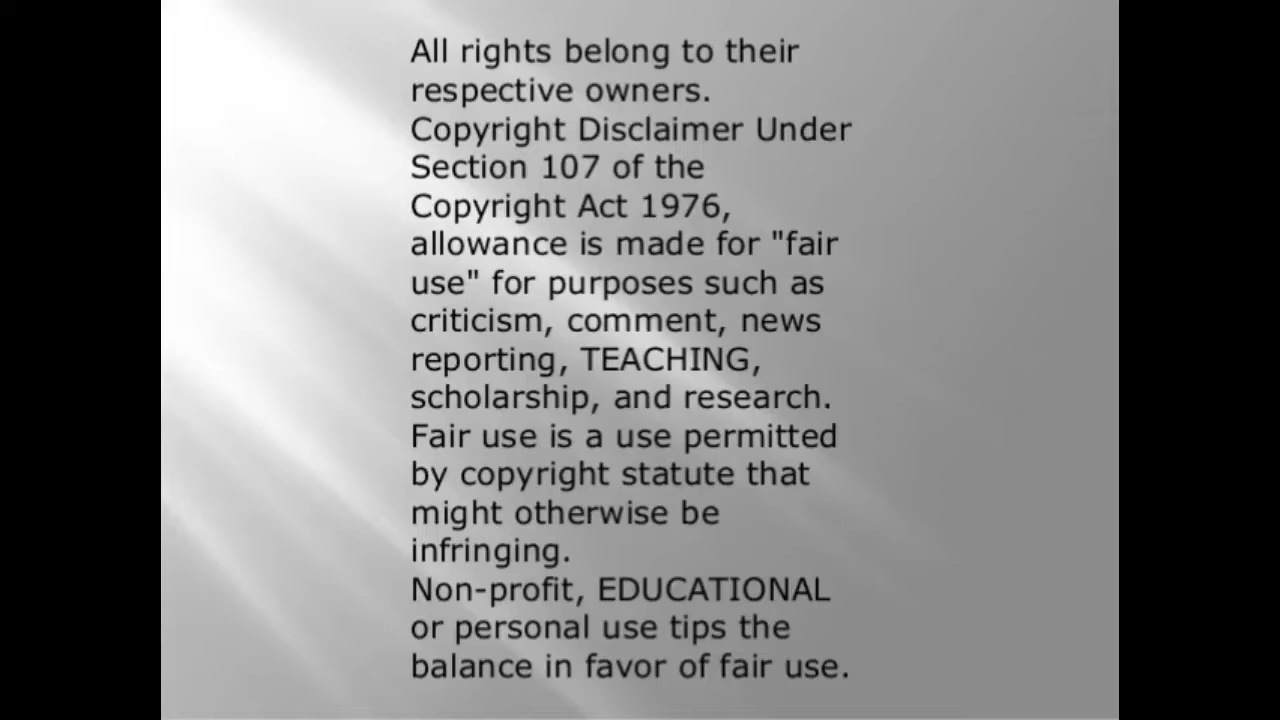 All rights belong to their
respective owners.
Copyright Disclaimer Under
Section 107 of the
Copyright Act 1976,
allowance is made for "fair
use" for purposes such as
criticism, comment, news
reporting, TEACHING,
scholarship, and research.
Fair use is a use permitted
by copyright statute that
might otherwise be
infringing.
Non-profit, EDUCATIONAL
or personal use tips the
balance in favor of fair use.